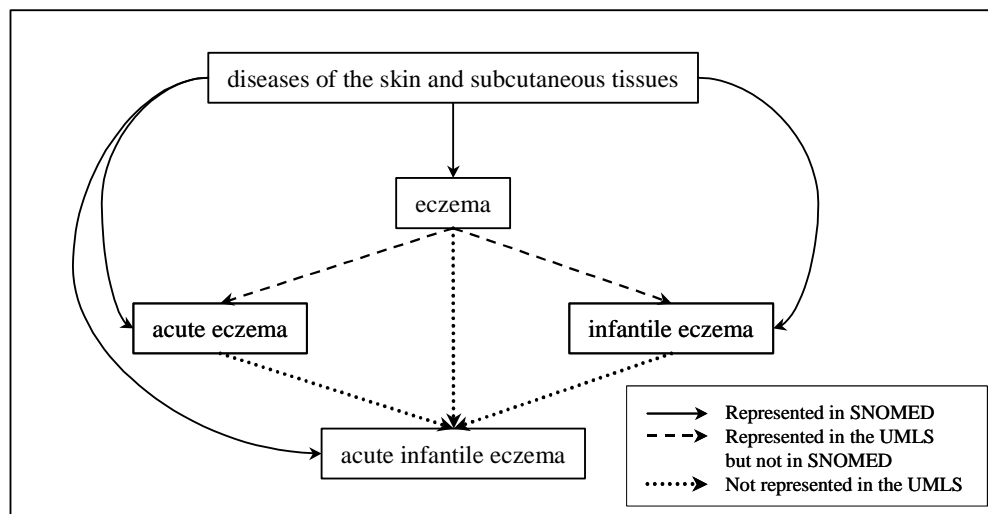 diseases of the skin and subcutaneous tissues
eczema
acute eczema
infantile eczema
acute infantile eczema
Represented in SNOMED
Represented in the UMLS
but not in SNOMED
Not represented in the UMLS